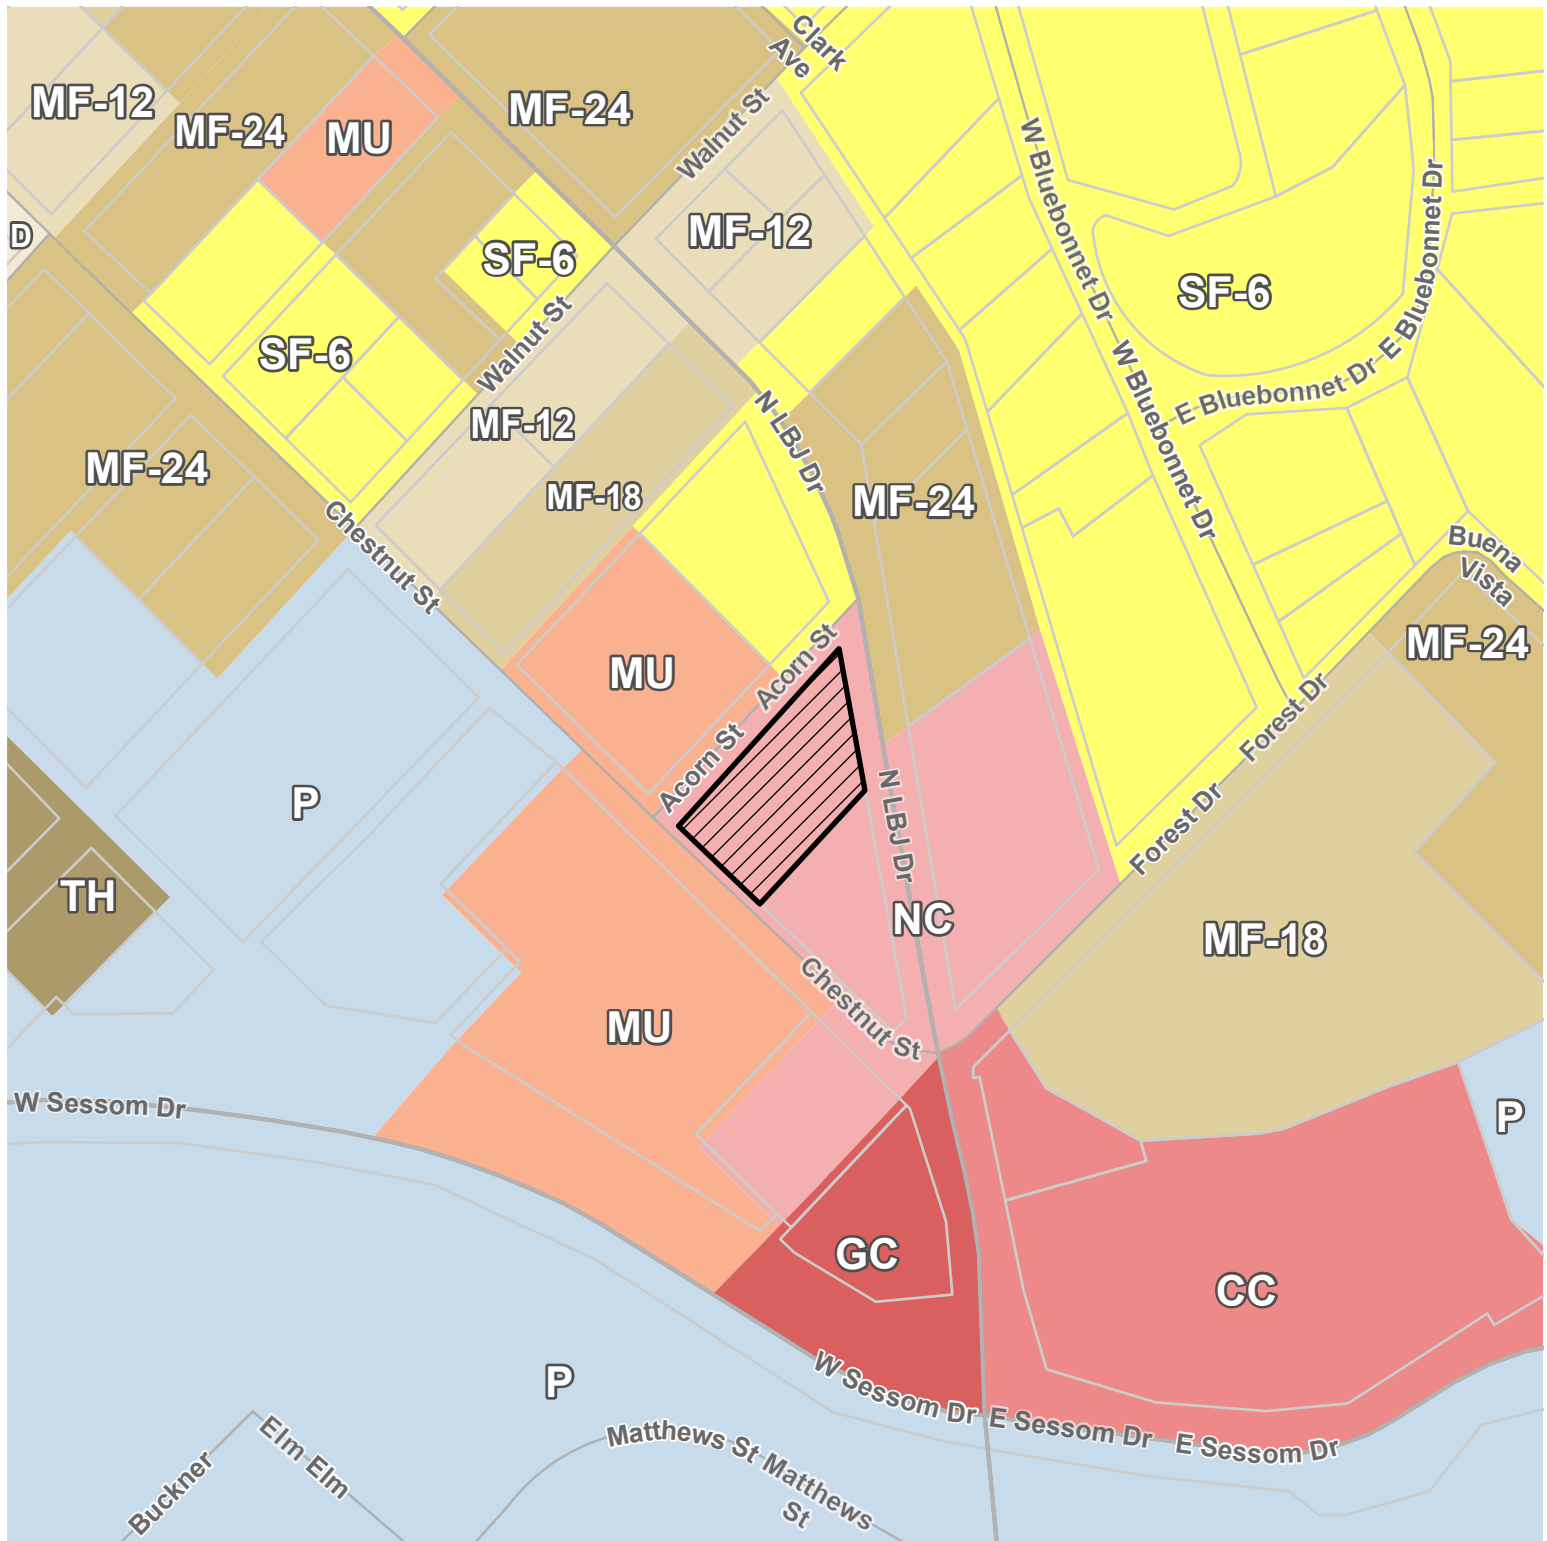 Clark
Ave
MF-12
MF-24
MU
MF-24
Walnut St
W Bluebonnet Dr
E Bluebonnet Dr
D
SF-6
MF-12
SF-6
SF-6
Walnut St
W Bluebonnet Dr
E Bluebonnet Dr
MF-12
N LBJ Dr
MF-24
MF-18
MF-24
Chestnut St
Buena
Vista
MU
Acorn St
MF-24
Acorn St
Forest Dr
P
N LBJ Dr
Forest Dr
TH
NC
MF-18
MU
Chestnut St
W Sessom Dr
P
GC
CC
P
W Sessom Dr
E Sessom Dr
E Sessom Dr
Buckner
Elm
Elm
Matthews St
Matthews
St